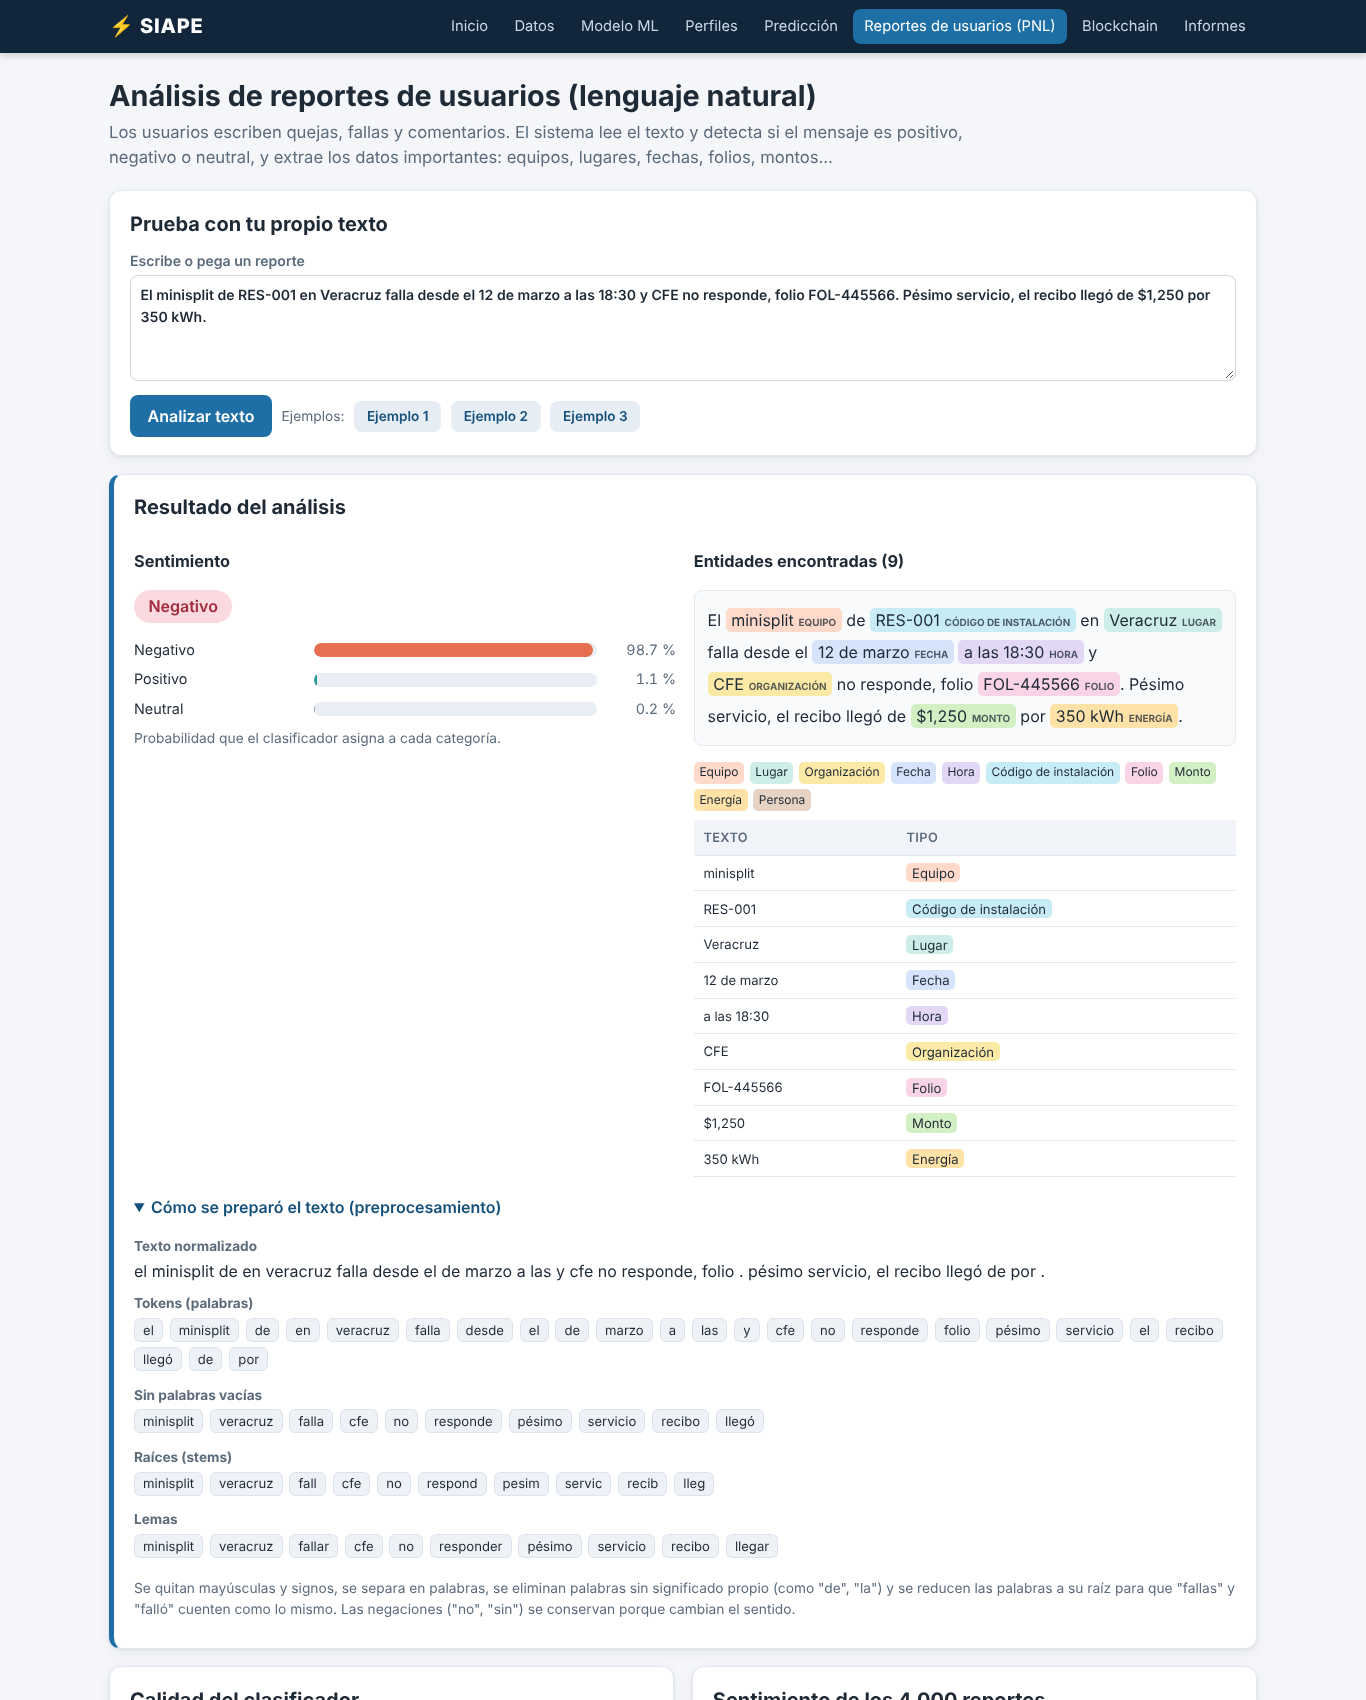 ⚡ SIAPE
Inicio Datos Modelo ML Perfiles Predicción Reportes de usuarios (PNL) Blockchain Informes
Análisis de reportes de usuarios (lenguaje natural)
Los usuarios escriben quejas, fallas y comentarios. El sistema lee el texto y detecta si el mensaje es positivo,
negativo o neutral, y extrae los datos importantes: equipos, lugares, fechas, folios, montos...
Prueba con tu propio texto
Escribe o pega un reporte
El minisplit de RES-001 en Veracruz falla desde el 12 de marzo a las 18:30 y CFE no responde, folio FOL-445566. Pésimo servicio, el recibo llegó de $1,250 por
350 kWh.
Analizar texto Ejemplos: Ejemplo 1 Ejemplo 2 Ejemplo 3
Resultado del análisis
Sentimiento
Negativo
Negativo 98.7 %
Positivo 1.1 %
Neutral 0.2 %
Probabilidad que el clasificador asigna a cada categoría.
Entidades encontradas (9)
El minisplit EQUIPO de RES-001 CÓDIGO DE INSTALACIÓN en Veracruz LUGAR
falla desde el 12 de marzo FECHA a las 18:30 HORA y
CFE ORGANIZACIÓN no responde, folio FOL-445566 FOLIO. Pésimo
servicio, el recibo llegó de $1,250 MONTO por 350 kWh ENERGÍA.
Equipo Lugar Organización Fecha Hora Código de instalación Folio Monto
Energía Persona
TEXTO TIPO
minisplit Equipo
RES-001 Código de instalación
Veracruz Lugar
12 de marzo Fecha
a las 18:30 Hora
CFE Organización
FOL-445566 Folio
$1,250 Monto
350 kWh Energía
▼ Cómo se preparó el texto (preprocesamiento)
Texto normalizado
el minisplit de en veracruz falla desde el de marzo a las y cfe no responde, folio . pésimo servicio, el recibo llegó de por .
Tokens (palabras)
el minisplit de en veracruz falla desde el de marzo a las y cfe no responde folio pésimo servicio el recibo
llegó de por
Sin palabras vacías
minisplit veracruz falla cfe no responde pésimo servicio recibo llegó
Raíces (stems)
minisplit veracruz fall cfe no respond pesim servic recib lleg
Lemas
minisplit veracruz fallar cfe no responder pésimo servicio recibo llegar
Se quitan mayúsculas y signos, se separa en palabras, se eliminan palabras sin significado propio (como "de", "la") y se reducen las palabras a su raíz para que "fallas" y
"falló" cuenten como lo mismo. Las negaciones ("no", "sin") se conservan porque cambian el sentido.
Calidad del clasificador
Sentimiento de los 4,000 reportes